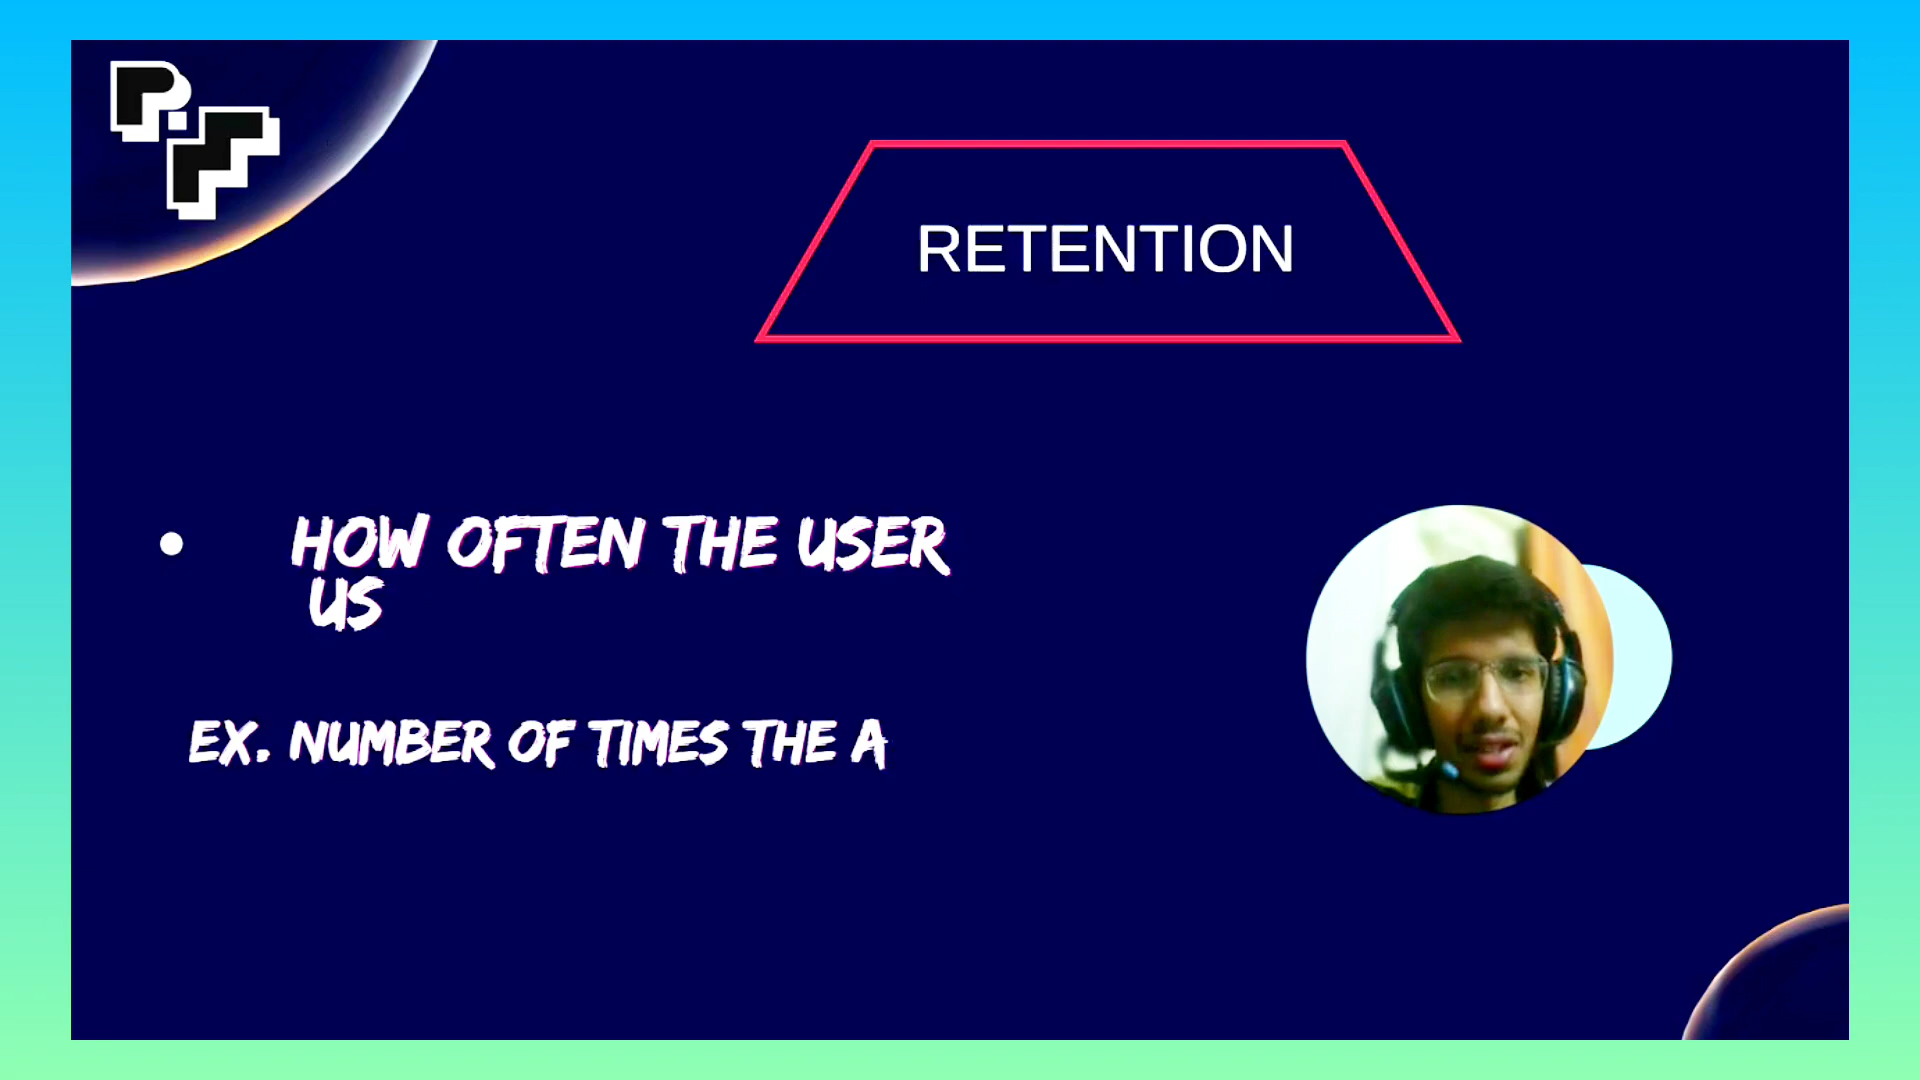 P.
F
RETENTION
• HOW OFTEN THE USER
US
EX. NUMBER OF TIMES THE A